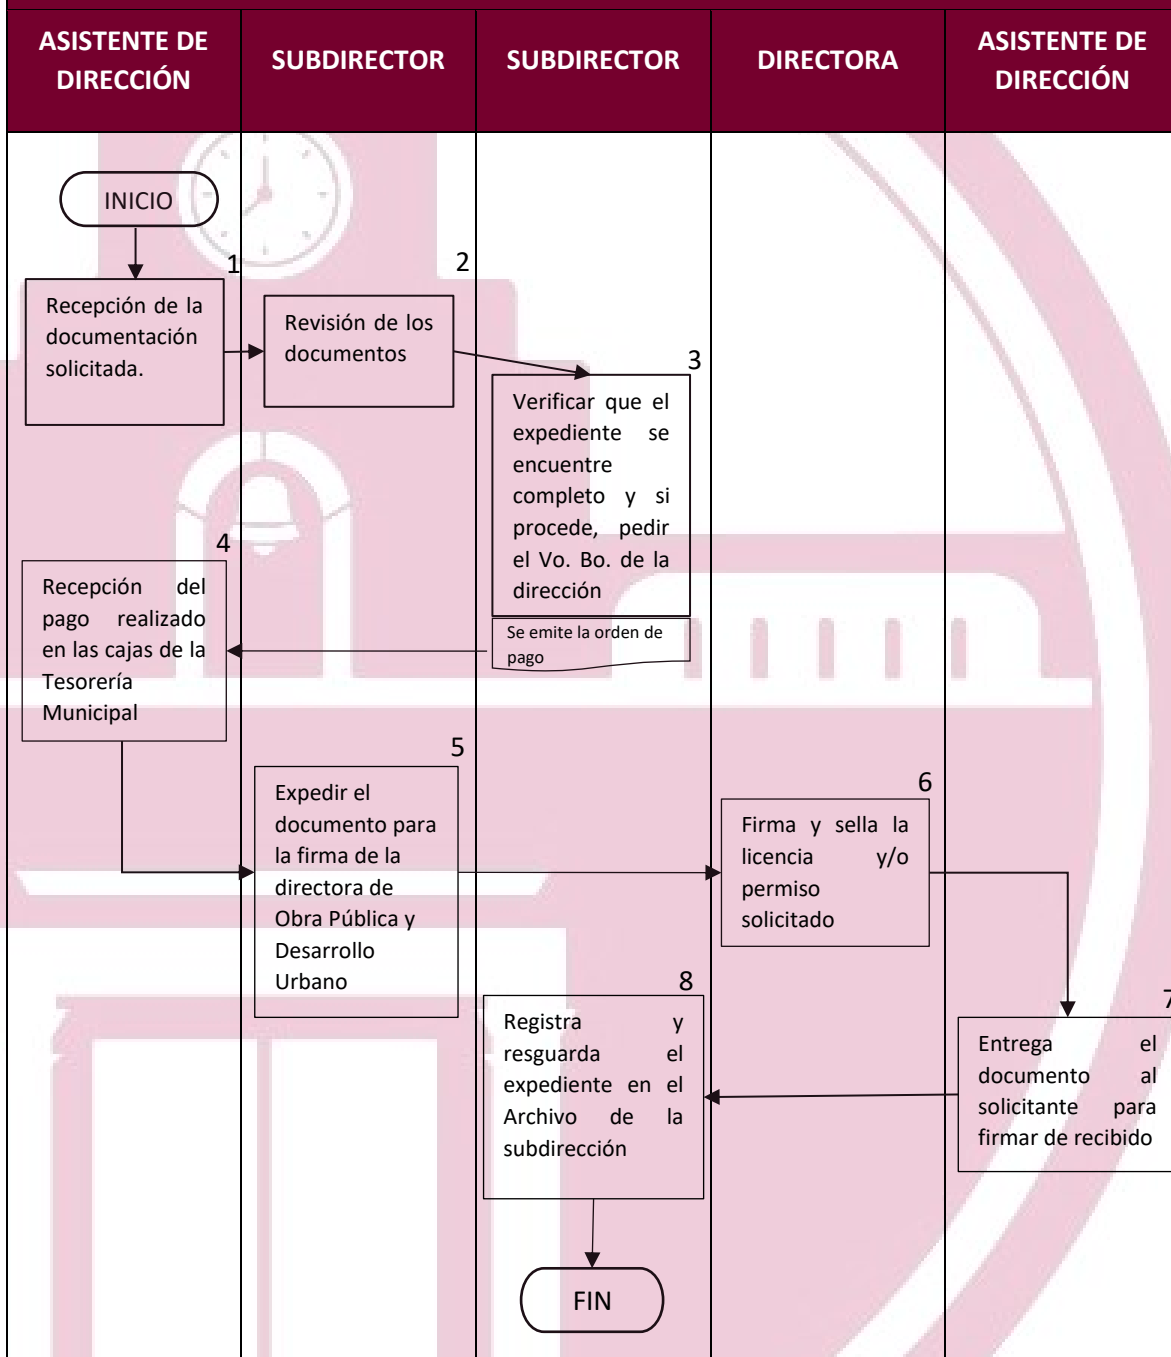 ASISTENTE DE
DIRECCIÓN
SUBDIRECTOR
SUBDIRECTOR
DIRECTORA
ASISTENTE DE
DIRECCIÓN
INICIO
1
Recepción de la
documentación
solicitada.
2
Revisión de los
documentos
3
Verificar que el
expediente se
encuentre
completo y si
procede, pedir
el Vo. Bo. de la
dirección
Se emite la orden de
pago
4
Recepción del
pago realizado
en las cajas de la
Tesorería
Municipal
5
Expedir el
documento para
la firma de la
directora de
Obra Pública y
Desarrollo
Urbano
6
Firma y sella la
licencia y/o
permiso
solicitado
7
Entrega el
documento al
solicitante para
firmar de recibido
8
Registra y
resguarda el
expediente en el
Archivo de la
subdirección
FIN